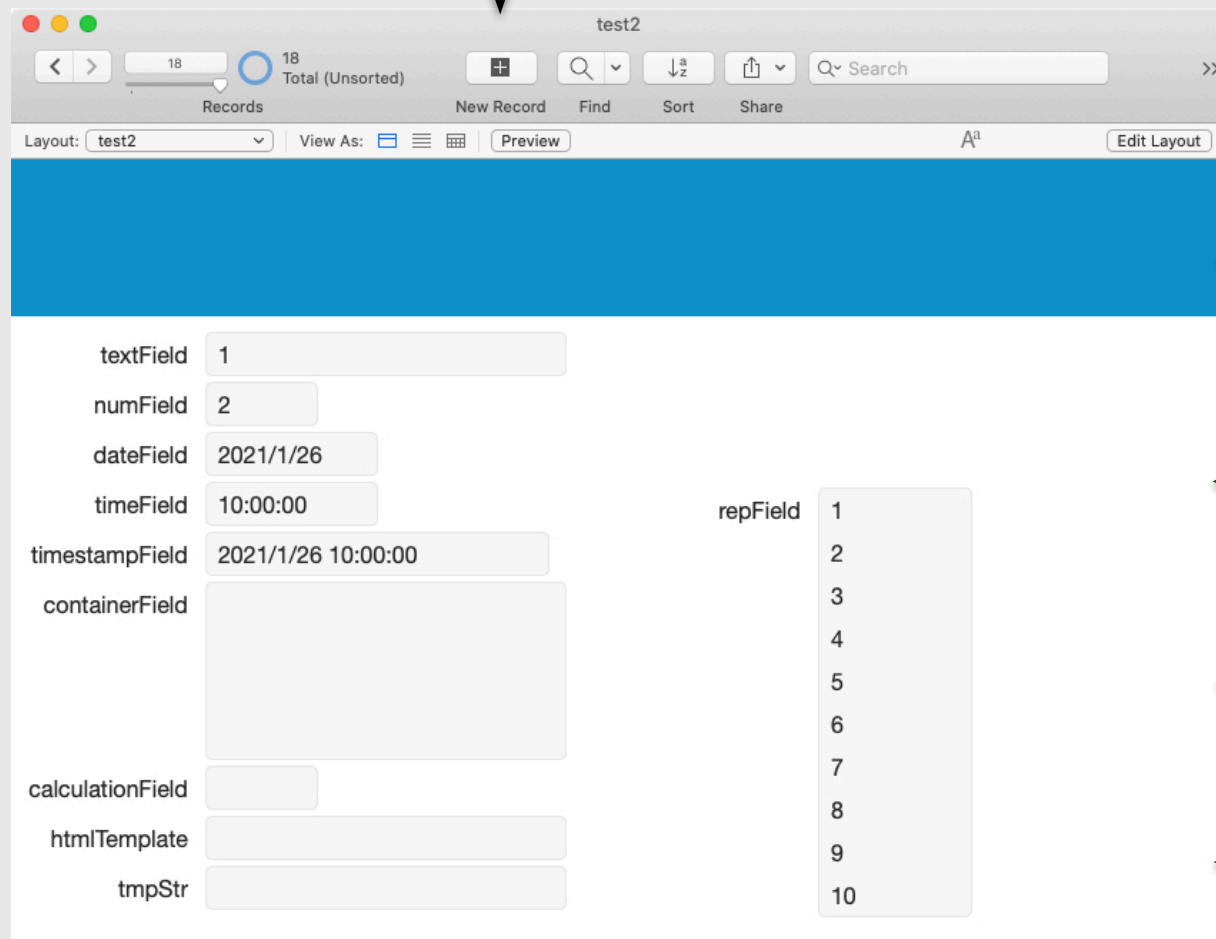 test2
18
18
Total (Unsorted)
Search
Records
New Record
Find
Sort
Share
Layout: test2
View As:
Preview
Aa
Edit Layout
textField 1
numField 2
dateField 2021/1/26
timeField 10:00:00
timestampField 2021/1/26 10:00:00
containerField
calculationField
htmlTemplate
tmpStr
repField 1
2
3
4
5
6
7
8
9
10